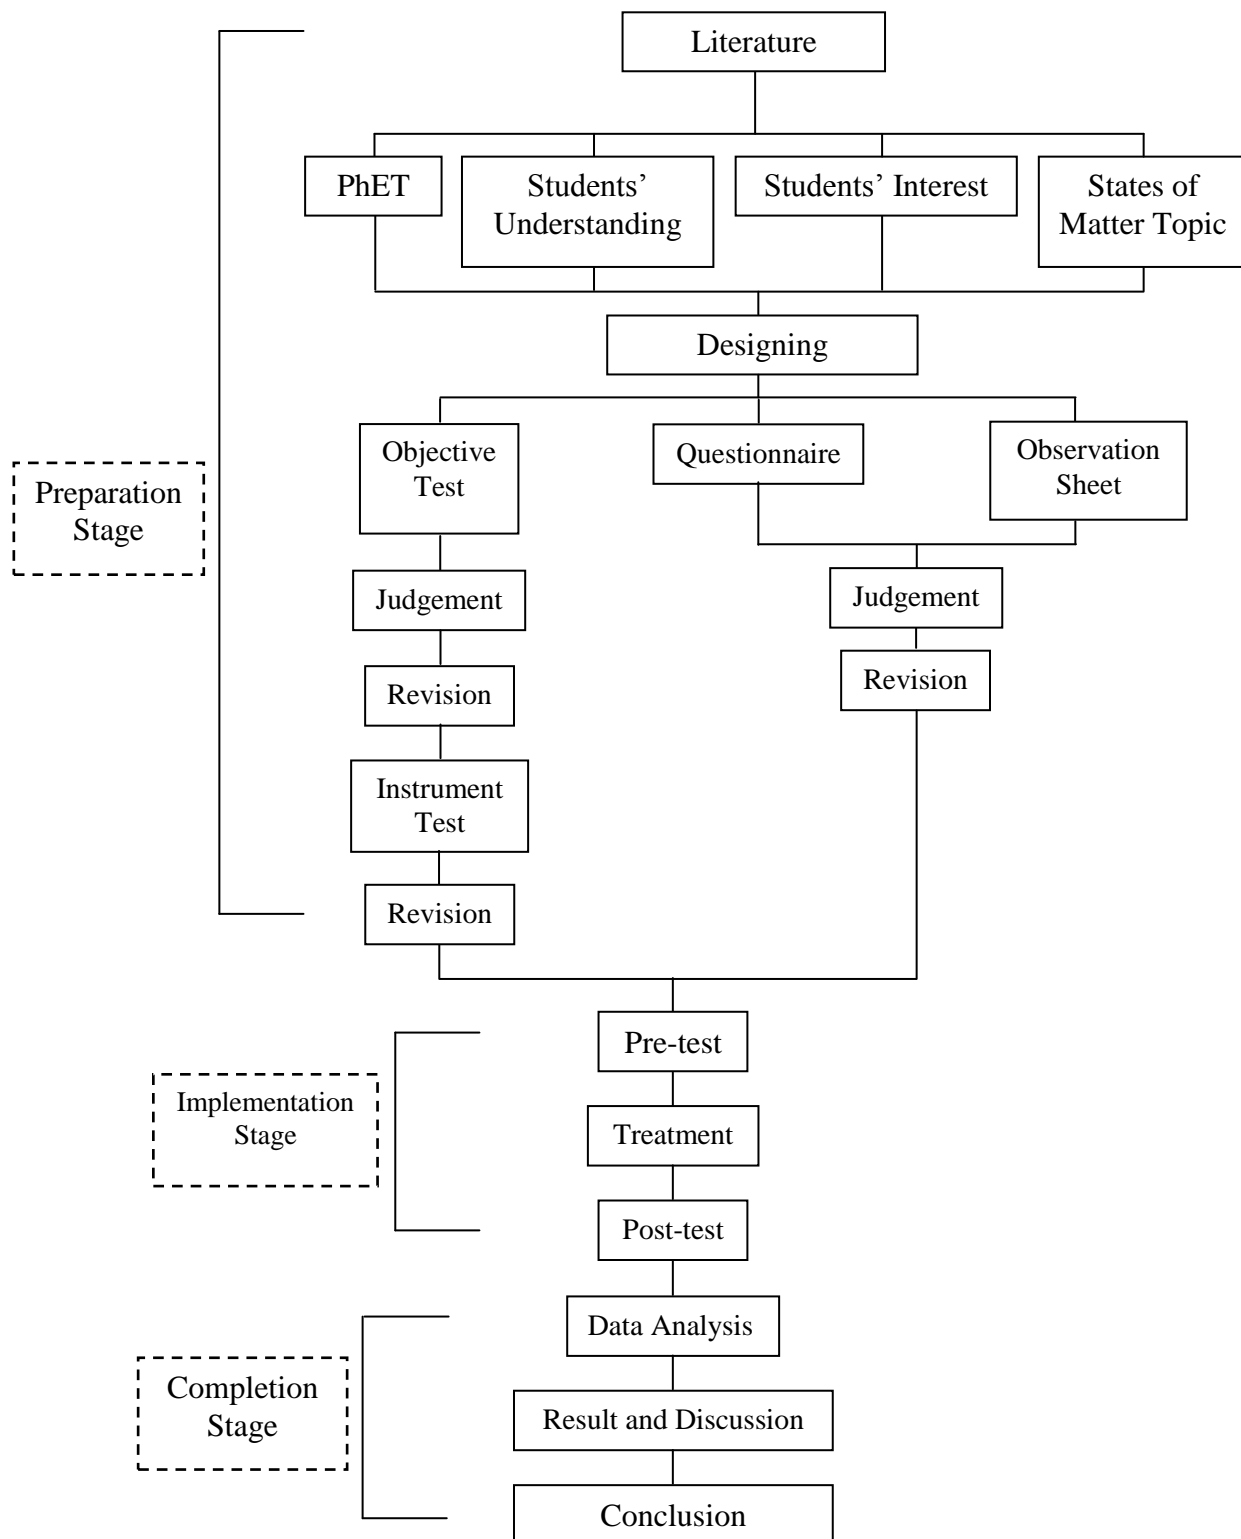 Literature
PhET
Students’
Understanding
Students’ Interest
States of
Matter Topic
Designing
Objective
Test
Questionnaire
Observation
Sheet
Preparation
Stage
Judgement
Judgement
Revision
Revision
Instrument
Test
Revision
Pre-test
Implementation
Stage
Treatment
Post-test
Data Analysis
Completion
Stage
Result and Discussion
Conclusion